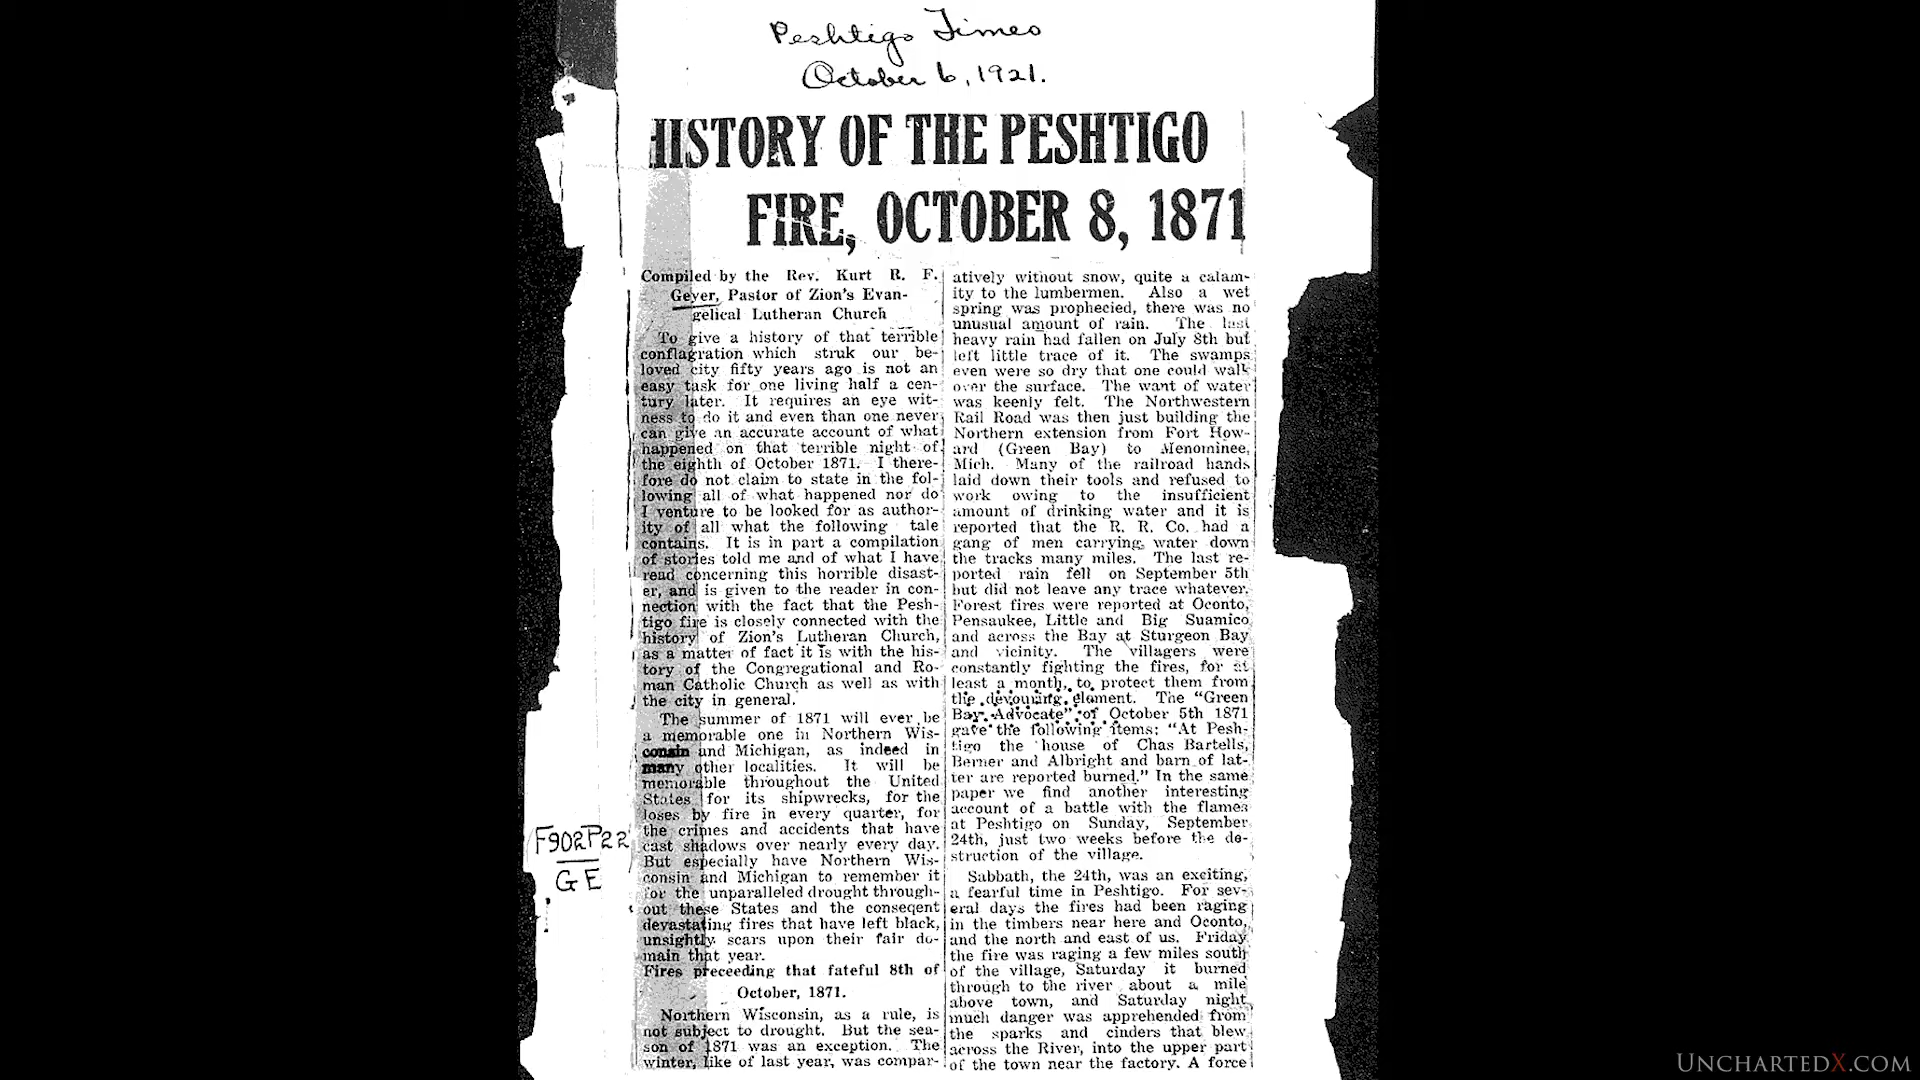 Peshtigo Times
October 6, 1921.
HISTORY OF THE PESHTIGO
FIRE, OCTOBER 8, 1871
Compiled by the Rev. Kurt R. F.
Geyer, Pastor of Zion's Evan-
gelical Lutheran Church
To give a history of that terrible
conflagration which struk our be-
loved city fifty years ago is not an
easy task for one living half a cen-
tury later. It requires an eye wit-
ness to do it and even than one never
can give an accurate account of what
happened on that terrible night of
the eighth of October 1871. I there-
fore do not claim to state in the fol-
lowing all of what happened nor do
I venture to be looked for as author-
ity of all what the following tale
contains. It is in part a compilation
of stories told me and of what I have
read concerning this horrible disast-
er, and is given to the reader in con-
nection with the fact that the Pesh-
tigo fire is closely connected with the
history of Zion's Lutheran Church,
as a matter of fact it is with the his-
tory of the Congregational and Ro-
man Catholic Church as well as with
the city in general.
The summer of 1871 will ever be
a memorable one in Northern Wis-
consin and Michigan, as indeed in
many other localities. It will be
memorable throughout the United
States for its shipwrecks, for the
loses by fire in every quarter, for
the crimes and accidents that have
cast shadows over nearly every day.
But especially have Northern Wis-
consin and Michigan to remember it
for the unparalleled drought through-
out these States and the conseqent
devastating fires that have left black,
unsightly scars upon their fair do-
main that year.
Fires preceeding that fateful 8th of
October, 1871.
Northern Wisconsin, as a rule, is
not subject to drought. But the sea-
son of 1871 was an exception. The
winter, like of last year, was compar-
atively without snow, quite a calam-
ity to the lumbermen. Also a wet
spring was prophecied, there was no
unusual amount of rain. The last
heavy rain had fallen on July 8th but
left little trace of it. The swamps
even were so dry that one could walk
over the surface. The want of water
was keenly felt. The Northwestern
Rail Road was then just building the
Northern extension from Fort How-
ard (Green Bay) to Menominee,
Mich. Many of the railroad hands
laid down their tools and refused to
work owing to the insufficient
amount of drinking water and it is
reported that the R. R. Co. had a
gang of men carrying water down
the tracks many miles. The last re-
ported rain fell on September 5th
but did not leave any trace whatever.
Forest fires were reported at Oconto,
Pensaukee, Little and Big Suamico
and across the Bay at Sturgeon Bay
and vicinity. The villagers were
constantly fighting the fires, for at
least a month, to protect them from
the devouring element. The "Green
Bay Advocate" of October 5th 1871
gave the following items: "At Pesh-
tigo the house of Chas Bartells,
Berner and Albright and barn of lat-
ter are reported burned." In the same
paper we find another interesting
account of a battle with the flames
at Peshtigo on Sunday, September
24th, just two weeks before the de-
struction of the village.
Sabbath, the 24th, was an exciting,
a fearful time in Peshtigo. For sev-
eral days the fires had been raging
in the timbers near here and Oconto,
and the north and east of us. Friday
the fire was raging a few miles south
of the village, Saturday it burned
through to the river about a mile
above town, and Saturday night
much danger was apprehended from
the sparks and cinders that blew
across the River, into the upper part
of the town near the factory. A force
F902P22
GE
UNCHARTEDX.COM